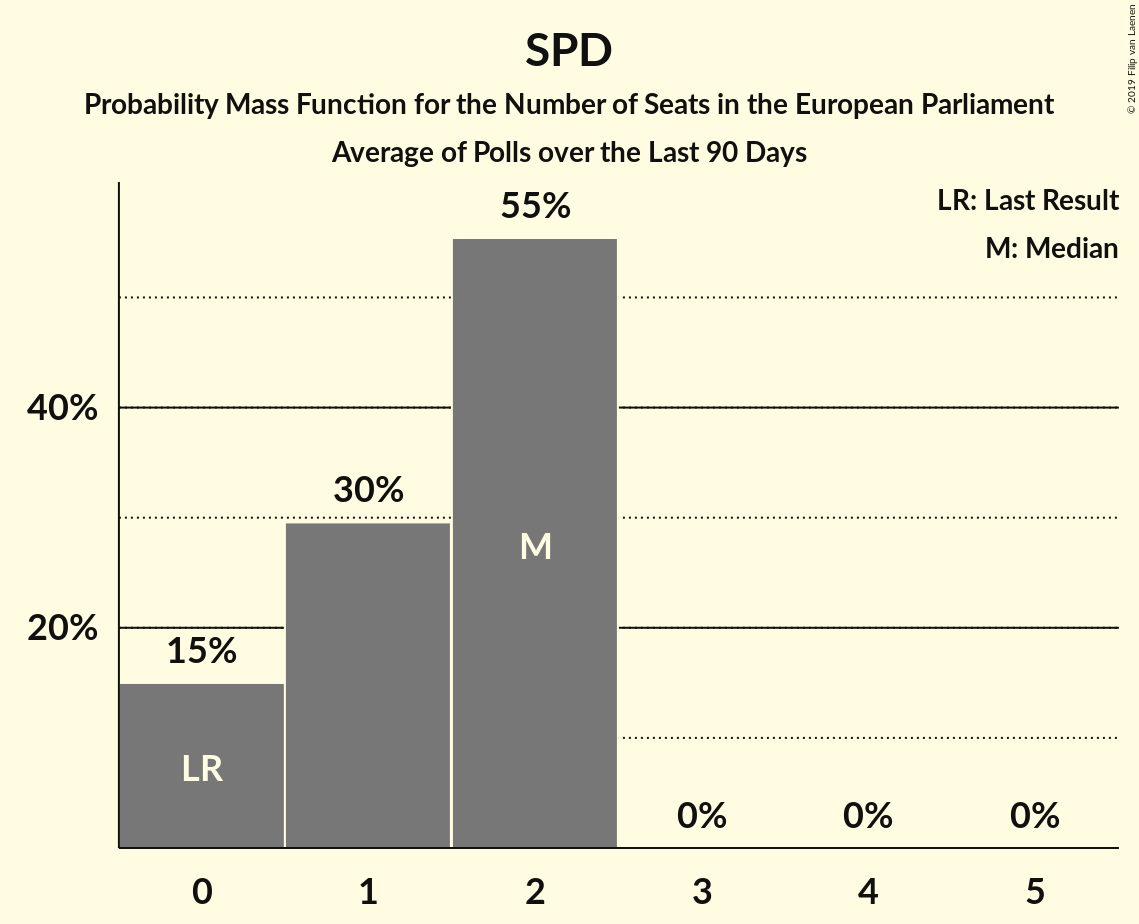 SPD
Probability Mass Function for the Number of Seats in the European Parliament
Average of Polls over the Last 90 Days
© 2019 Filip van Laenen
LR: Last Result
M: Median
55%
40%
30%
M
20%
15%
LR
0%
0%
0%
0
1
2
3
4
5